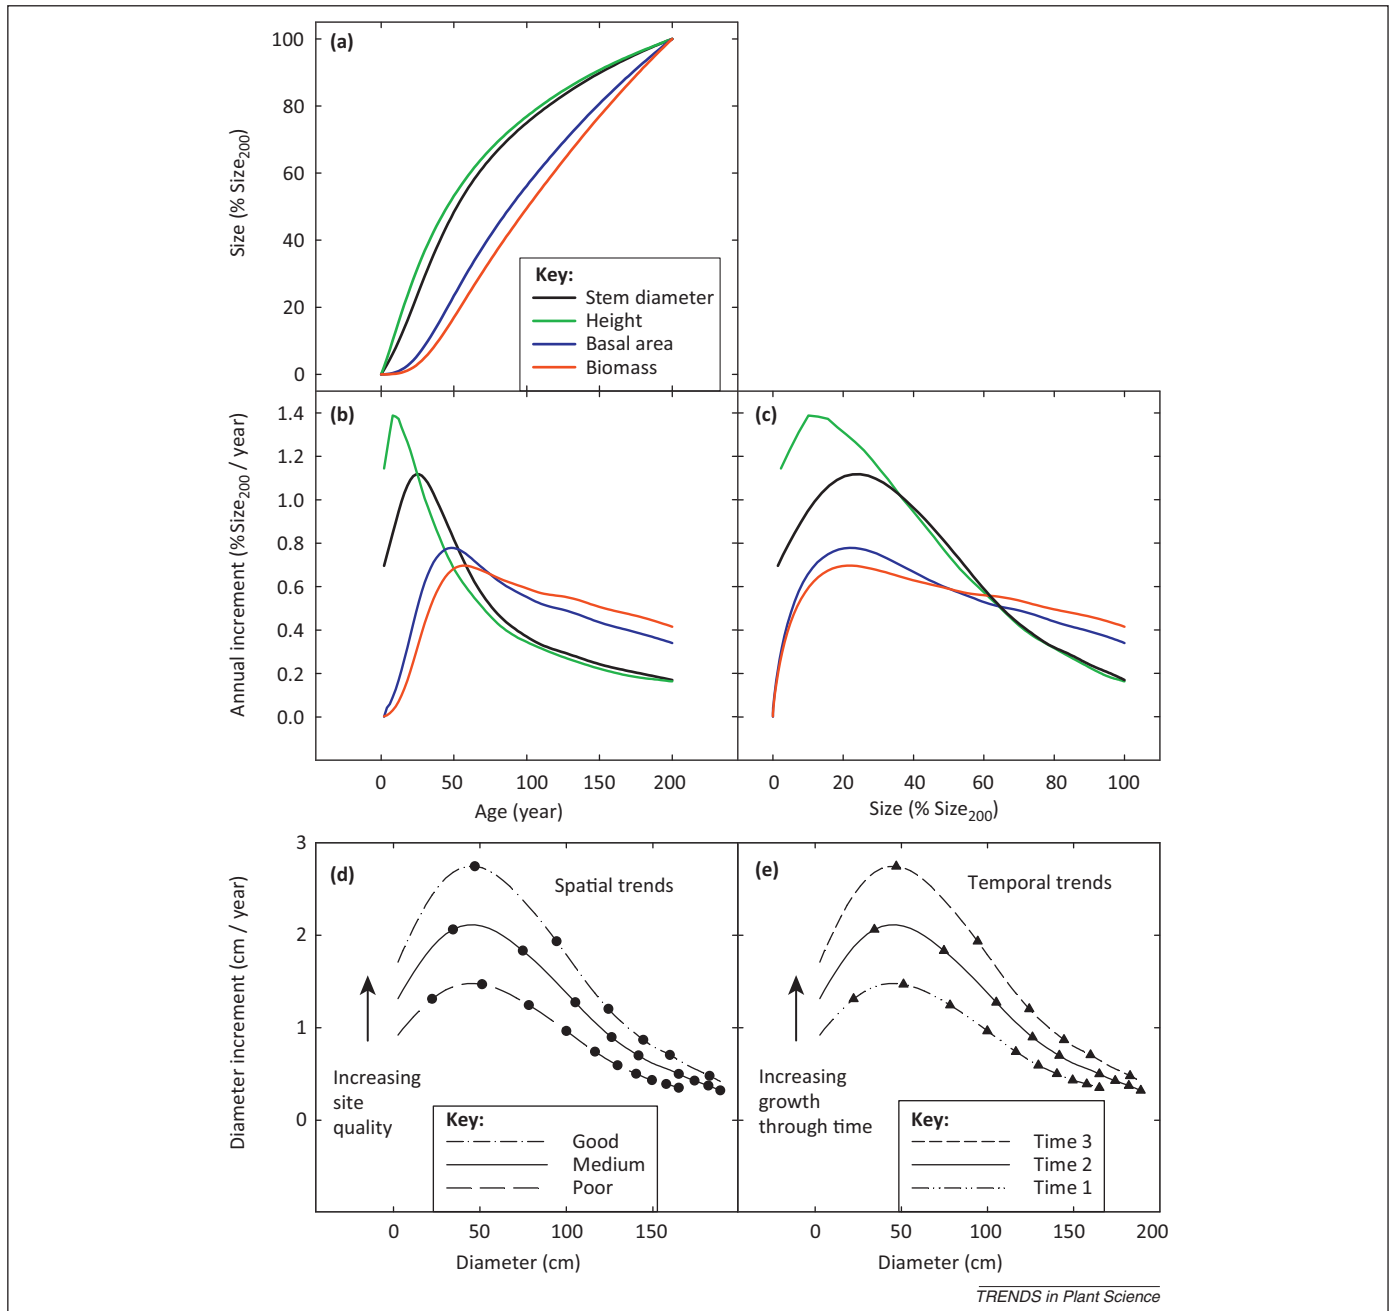 (a)
100
80
60
40
20
0
Size (% Size200)
Key:
Stem diameter
Height
Basal area
Biomass
(b)
1.4
1.2
1.0
0.8
0.6
0.4
0.2
0.0
Annual increment (%Size200 / year)
0 50 100 150 200
Age (year)
(c)
0 20 40 60 80 100
Size (% Size200)
(d)
Spatial trends
3
2
1
0
Diameter increment (cm / year)
Increasing
site
quality
Key:
Good
Medium
Poor
0 50 100 150
Diameter (cm)
(e)
Temporal trends
Increasing
growth
through time
Key:
Time 3
Time 2
Time 1
0 50 100 150 200
Diameter (cm)
TRENDS in Plant Science